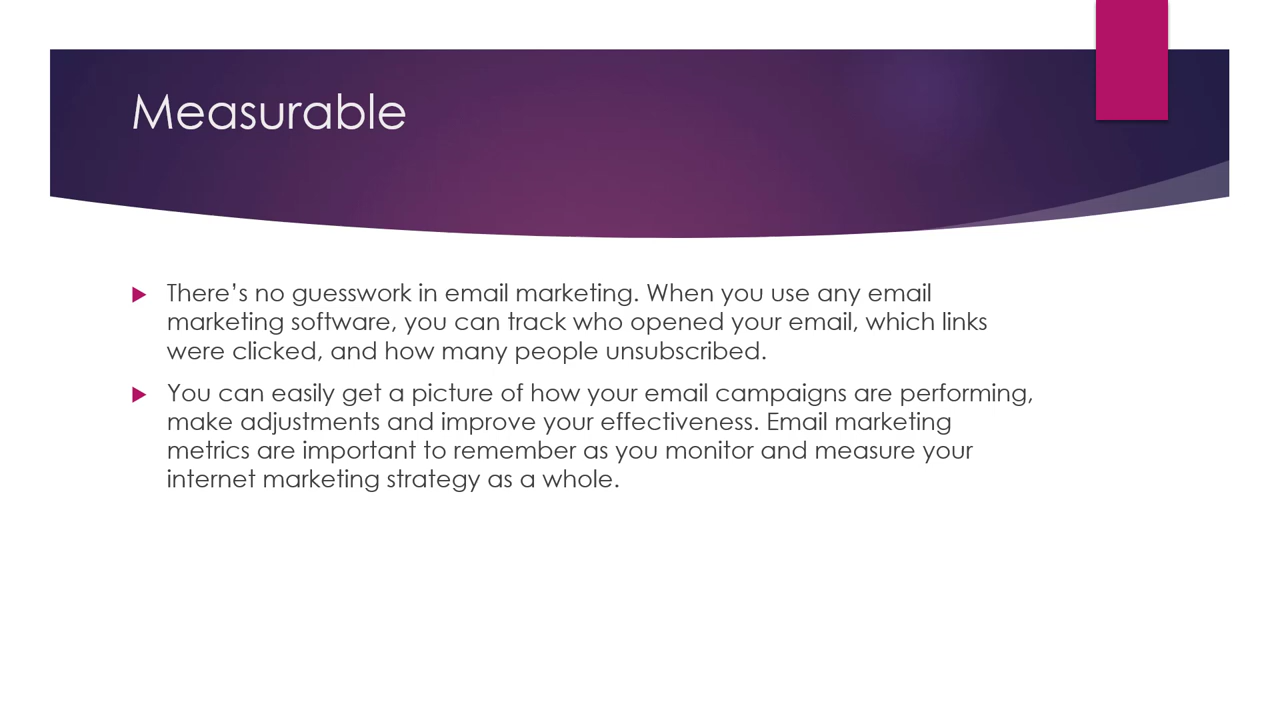 Measurable
There’s no guesswork in email marketing. When you use any email
marketing software, you can track who opened your email, which links
were clicked, and how many people unsubscribed.
You can easily get a picture of how your email campaigns are performing,
make adjustments and improve your effectiveness. Email marketing
metrics are important to remember as you monitor and measure your
internet marketing strategy as a whole.